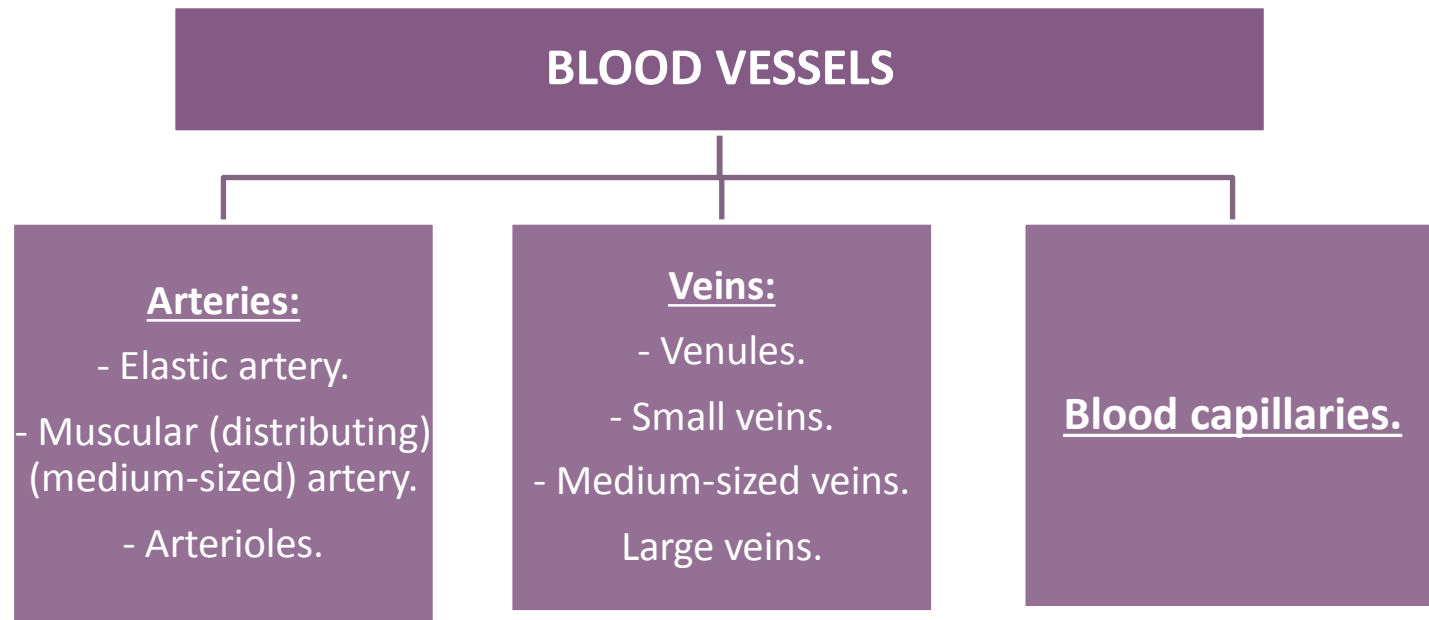 BLOOD VESSELS
Arteries:
- Elastic artery.
- Muscular (distributing)
(medium-sized) artery.
- Arterioles.
Veins:
- Venules.
- Small veins.
- Medium-sized veins.
Large veins.
Blood capillaries.